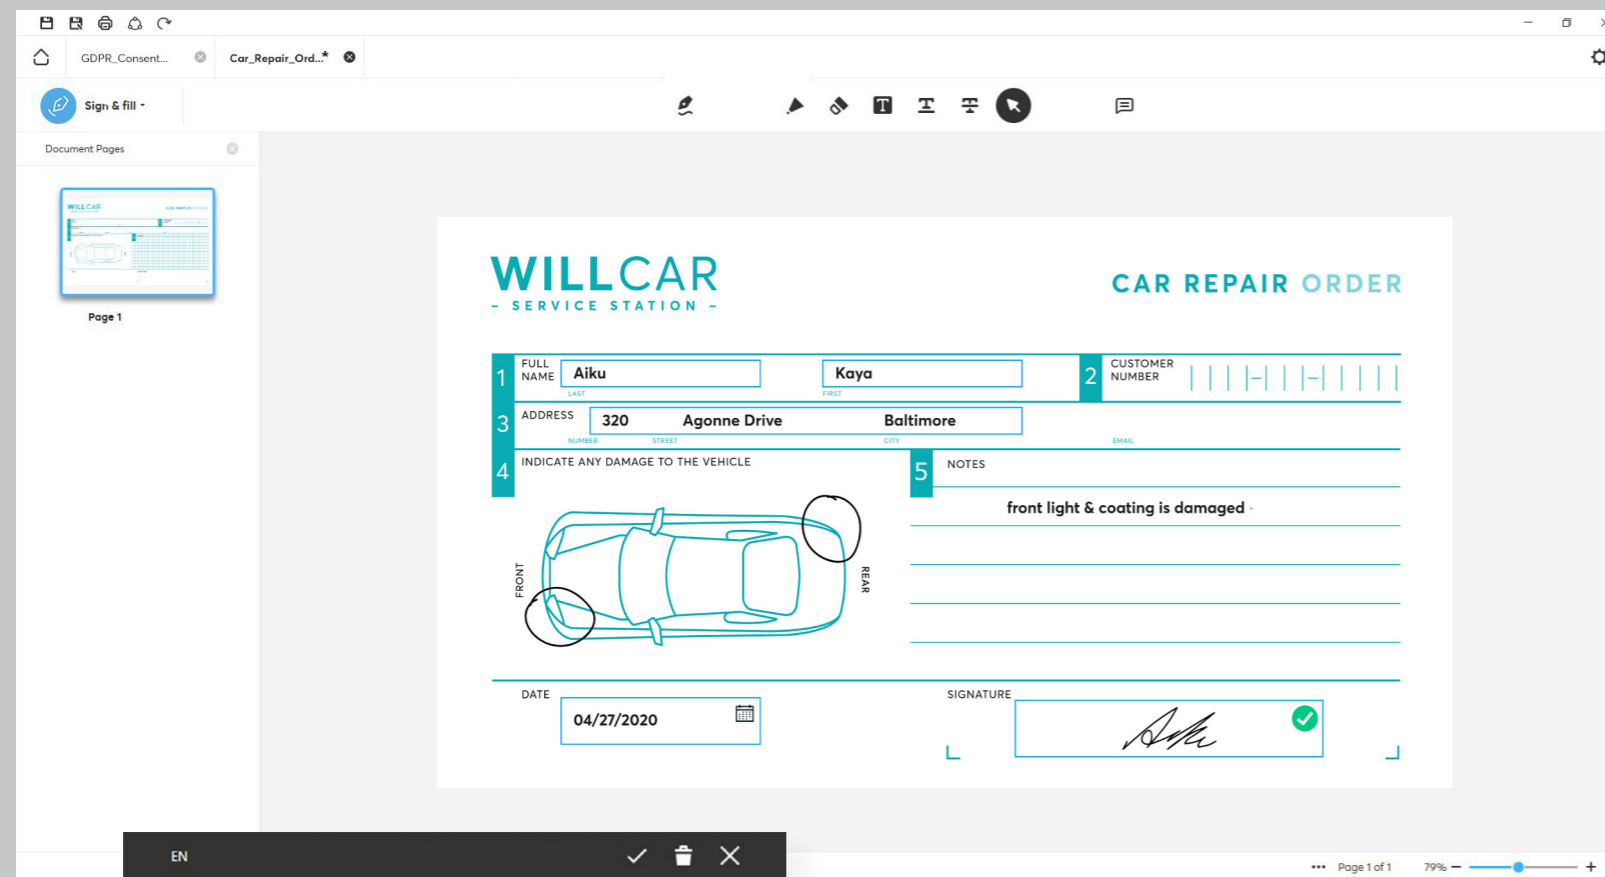 GDPR_Consent...
Car_Repair_Ord...*
Sign & fill
T
Document Pages
WILLCAR
CAR REPAIR ORDER
Page 1
WILLCAR
- SERVICE STATION -
CAR REPAIR ORDER
1 FULL NAME Aiku Kaya 2 CUSTOMER NUMBER
LAST FIRST
3 ADDRESS 320 Agonne Drive Baltimore
NUMBER STREET CITY EMAIL
4 INDICATE ANY DAMAGE TO THE VEHICLE
5 NOTES
front light & coating is damaged
FRONT
REAR
DATE
04/27/2020
SIGNATURE
EN
Page 1 of 1 79%